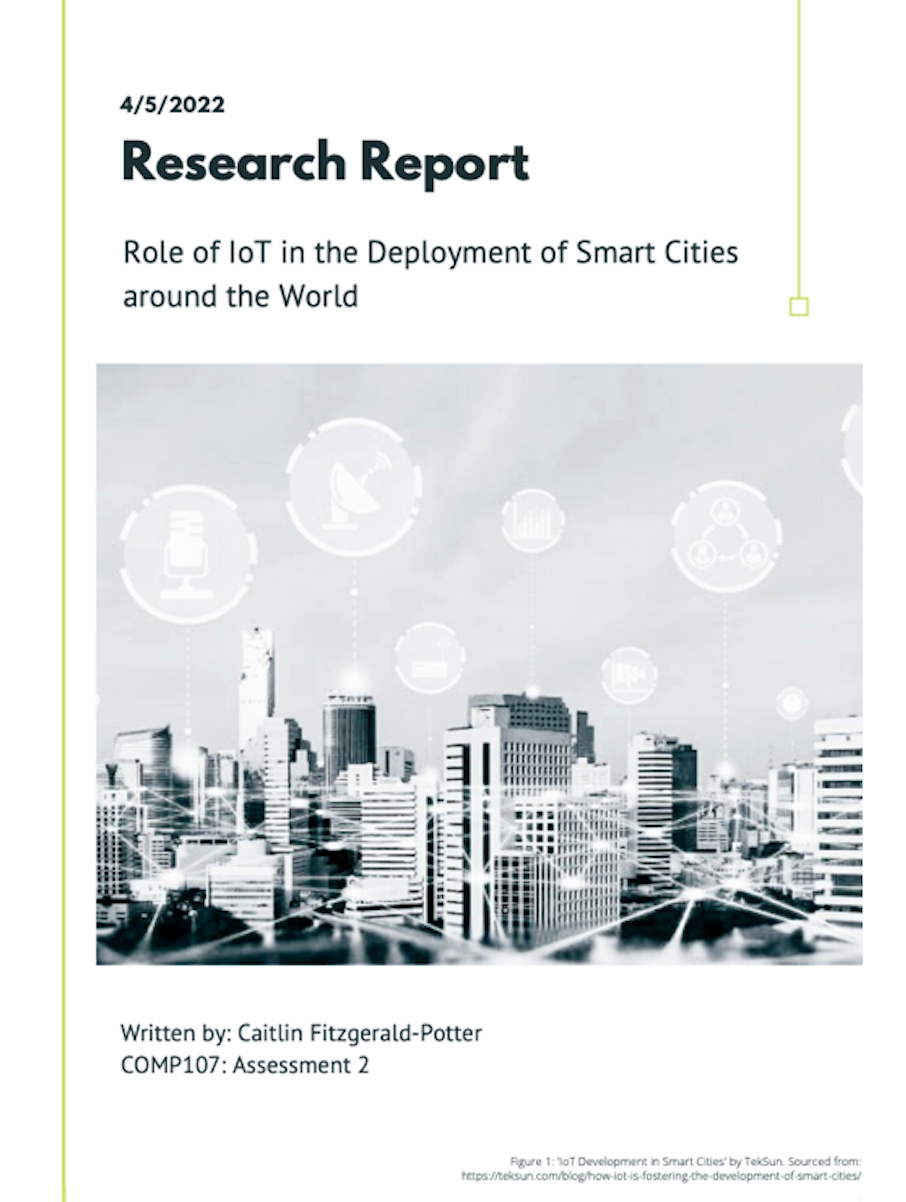 4/5/2022
Research Report
Role of IoT in the Deployment of Smart Cities
around the World
Written by: Caitlin Fitzgerald-Potter
COMP107: Assessment 2
Figure 1: 'IoT Development in Smart Cities' by TekSun. Sourced from:
https://teksun.com/blog/how-iot-is-fostering-the-development-of-smart-cities/